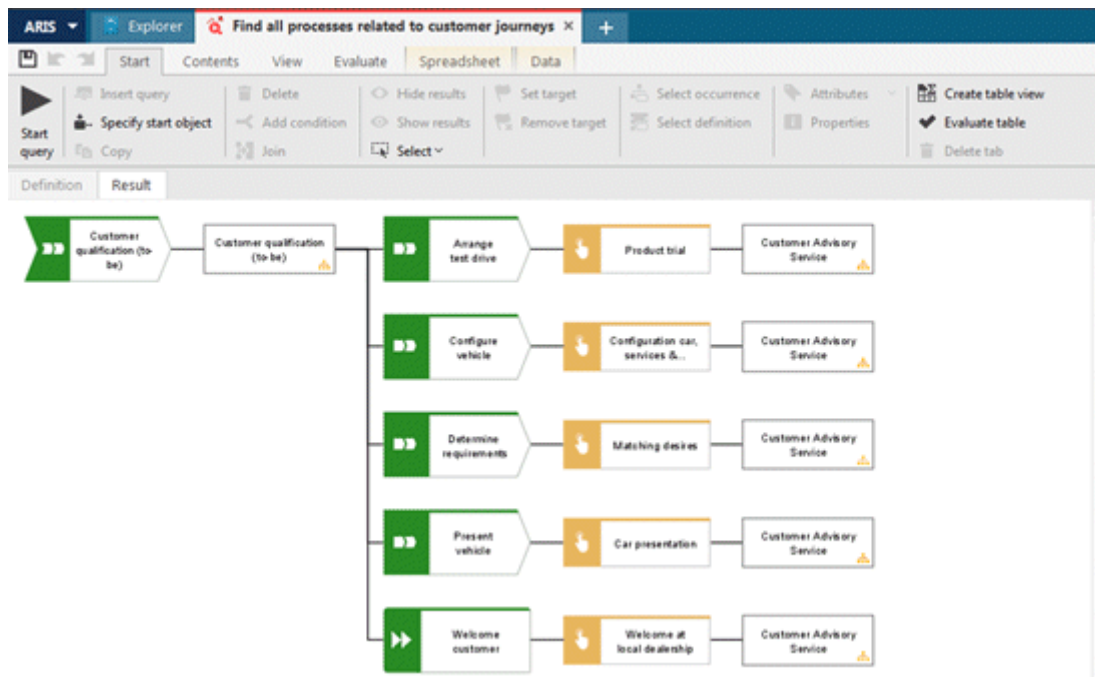 ARIS
Explorer
Find all processes related to customer journeys
Start
Contents
View
Evaluate
Spreadsheet
Data
Start
query
Insert query
Specify start object
Copy
Delete
Add condition
Join
Hide results
Show results
Select
Set target
Remove target
Select occurrence
Select definition
Attributes
Properties
Create table view
Evaluate table
Delete tab
Definition
Result
Customer
qualification (to-
be)
Customer qualification
(to-be)
Arrange
test drive
Product trial
Customer Advisory
Service
Configure
vehicle
Configuration car,
services &...
Customer Advisory
Service
Determine
requirements
Matching desires
Customer Advisory
Service
Present
vehicle
Car presentation
Customer Advisory
Service
Welcome
customer
Welcome at
local dealership
Customer Advisory
Service